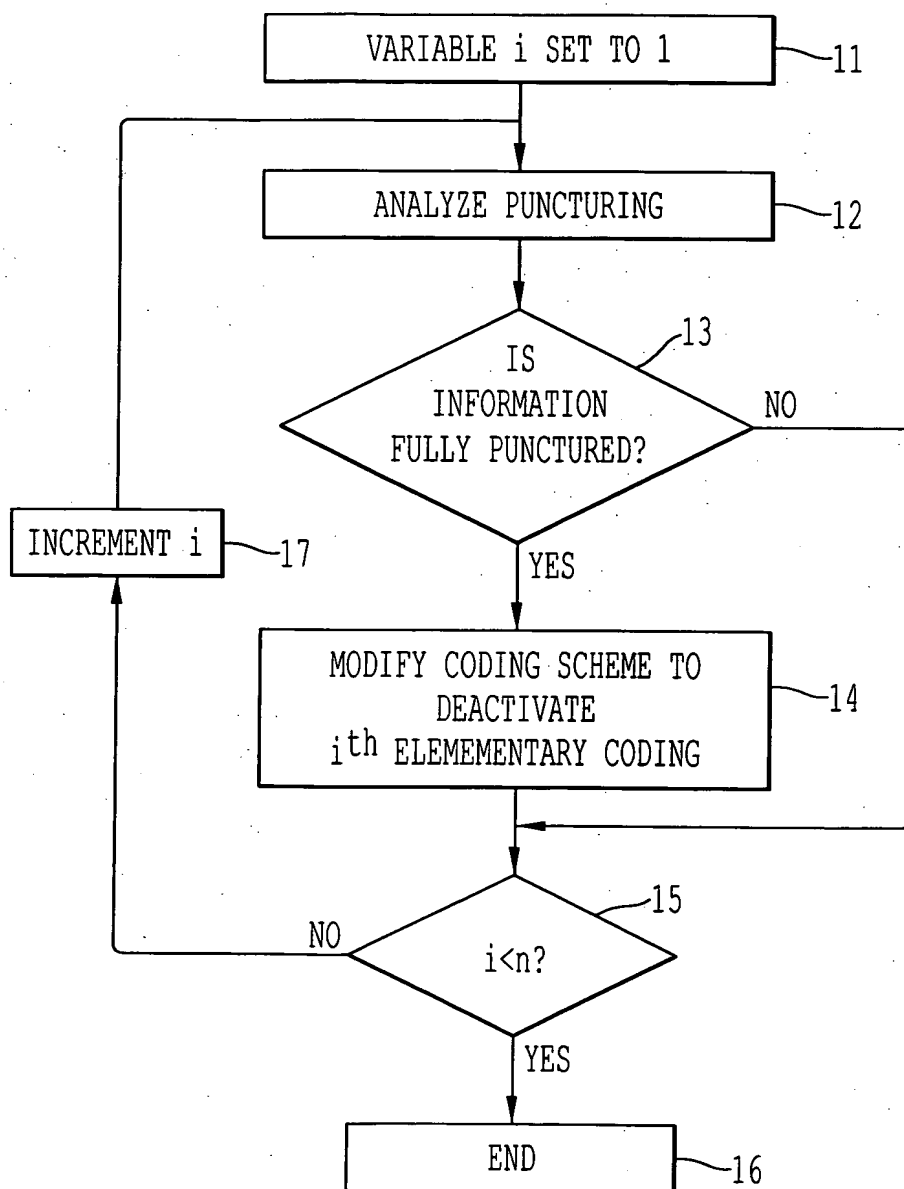 VARIABLE i SET TO 1
11
ANALYZE PUNCTURING
12
13
IS
INFORMATION
FULLY PUNCTURED?
NO
YES
INCREMENT i
17
MODIFY CODING SCHEME TO
DEACTIVATE
ith ELEMEMENTARY CODING
14
15
NO
i<n?
YES
END
16